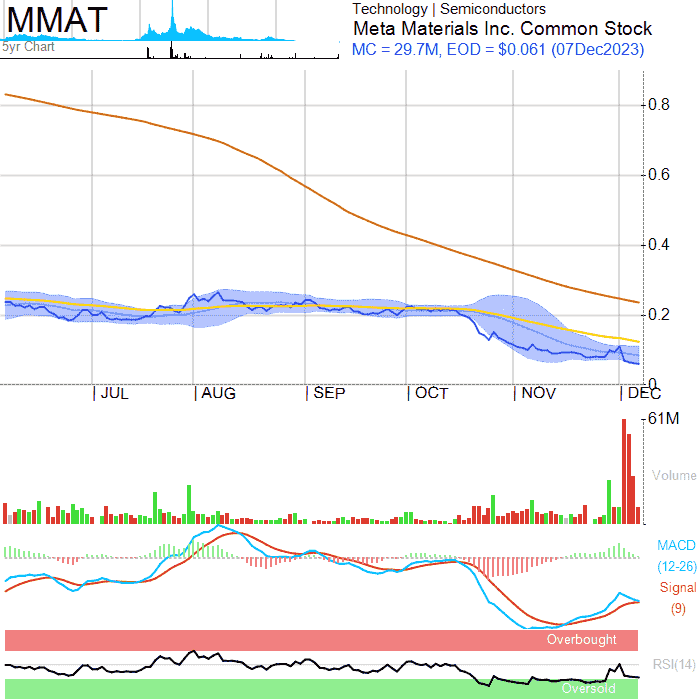 MMAT
5yr Chart
Technology | Semiconductors
Meta Materials Inc. Common Stock
MC = 29.7M, EOD = $0.061 (07Dec2023)
0.8
0.6
0.4
0.2
0
JUL AUG SEP OCT NOV DEC
61M
Volume
MACD
(12-26)
Signal
(9)
Overbought
RSI(14)
Oversold